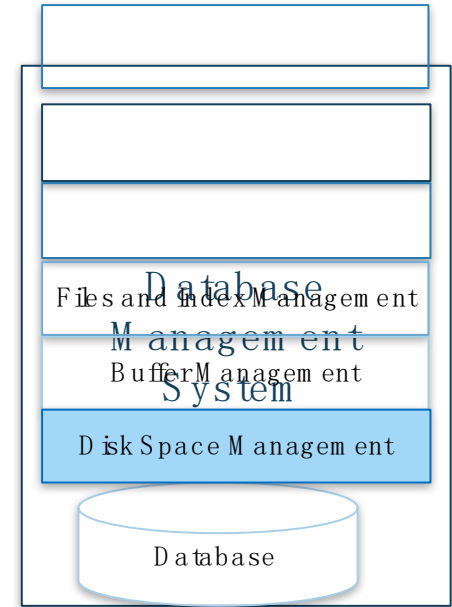 Database
Files and Index Management
Management
Buffer Management
System
Disk Space Management
Database